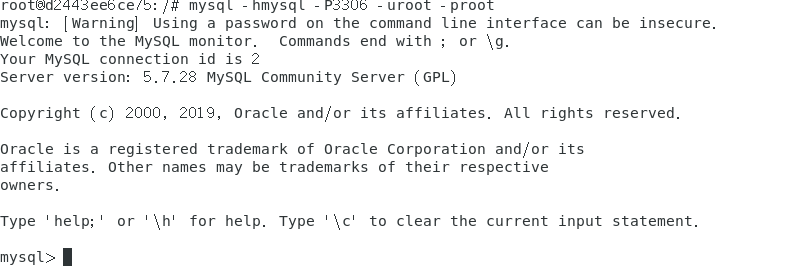 root@d2443ee6ce75:/# mysql -hmysql -P3306 -uroot -proot
mysql: [Warning] Using a password on the command line interface can be insecure.
Welcome to the MySQL monitor.  Commands end with ; or \g.
Your MySQL connection id is 2
Server version: 5.7.28 MySQL Community Server (GPL)
Copyright (c) 2000, 2019, Oracle and/or its affiliates. All rights reserved.
Oracle is a registered trademark of Oracle Corporation and/or its
affiliates. Other names may be trademarks of their respective
owners.
Type 'help;' or '\h' for help. Type '\c' to clear the current input statement.
mysql>